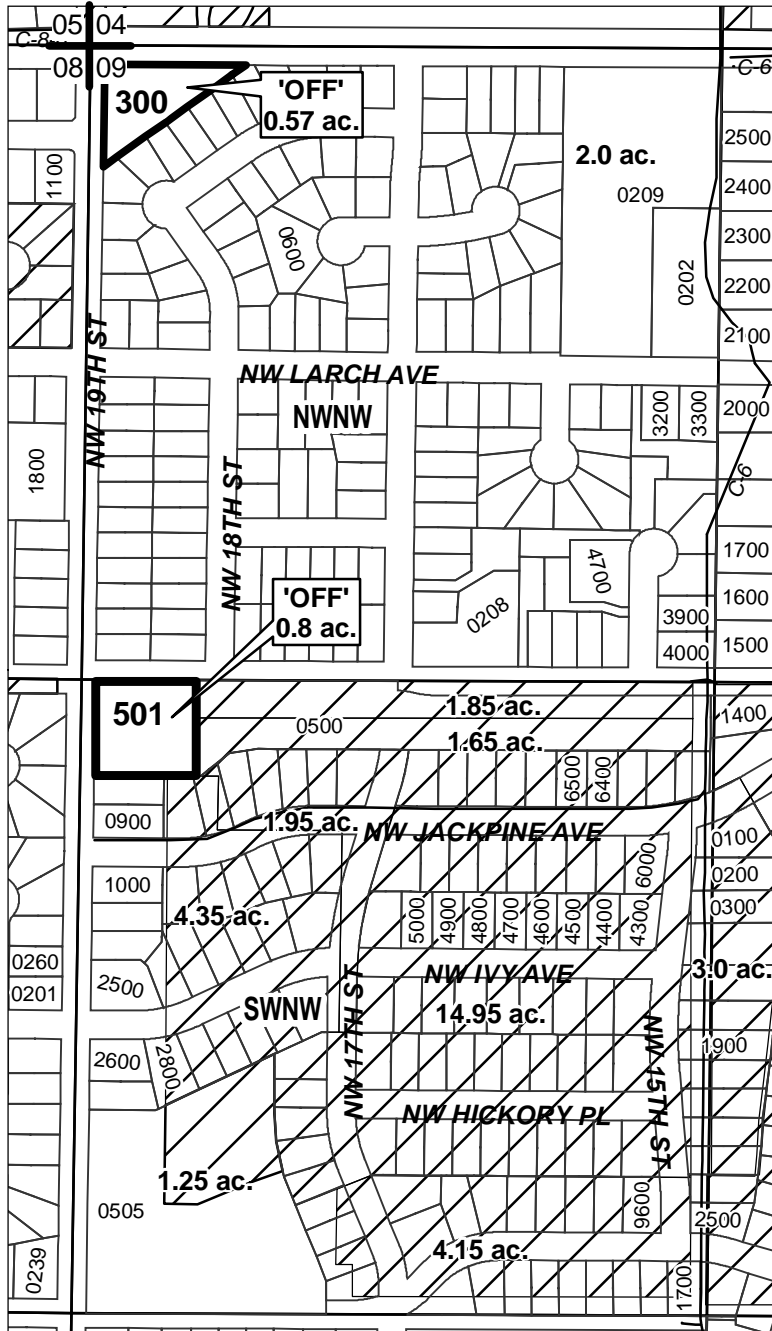 05 04
C-8
08 09
C-6
300
'OFF'
0.57 ac.
2.0 ac.
2500
1100
2400
0209
0600
2300
0202
2200
2100
NW 19TH ST
NW LARCH AVE
NWNW
3200
3300
2000
1800
NW 18TH ST
C-6
1700
4700
'OFF'
0.8 ac.
0208
1600
3900
4000
1500
501
0500
1.85 ac.
1400
1.65 ac.
6500
6400
0900
1.95 ac.
NW JACKPINE AVE
6000
0100
0200
1000
4.35 ac.
5000
4900
4800
4700
4600
4500
4400
4300
0300
0260
0201
2500
NW IVY AVE
3.0 ac.
SWNW
NW 17TH ST
14.95 ac.
NW 15TH ST
2600
2800
1900
NW HICKORY PL
1.25 ac.
0505
9600
2500
0239
4.15 ac.
1700